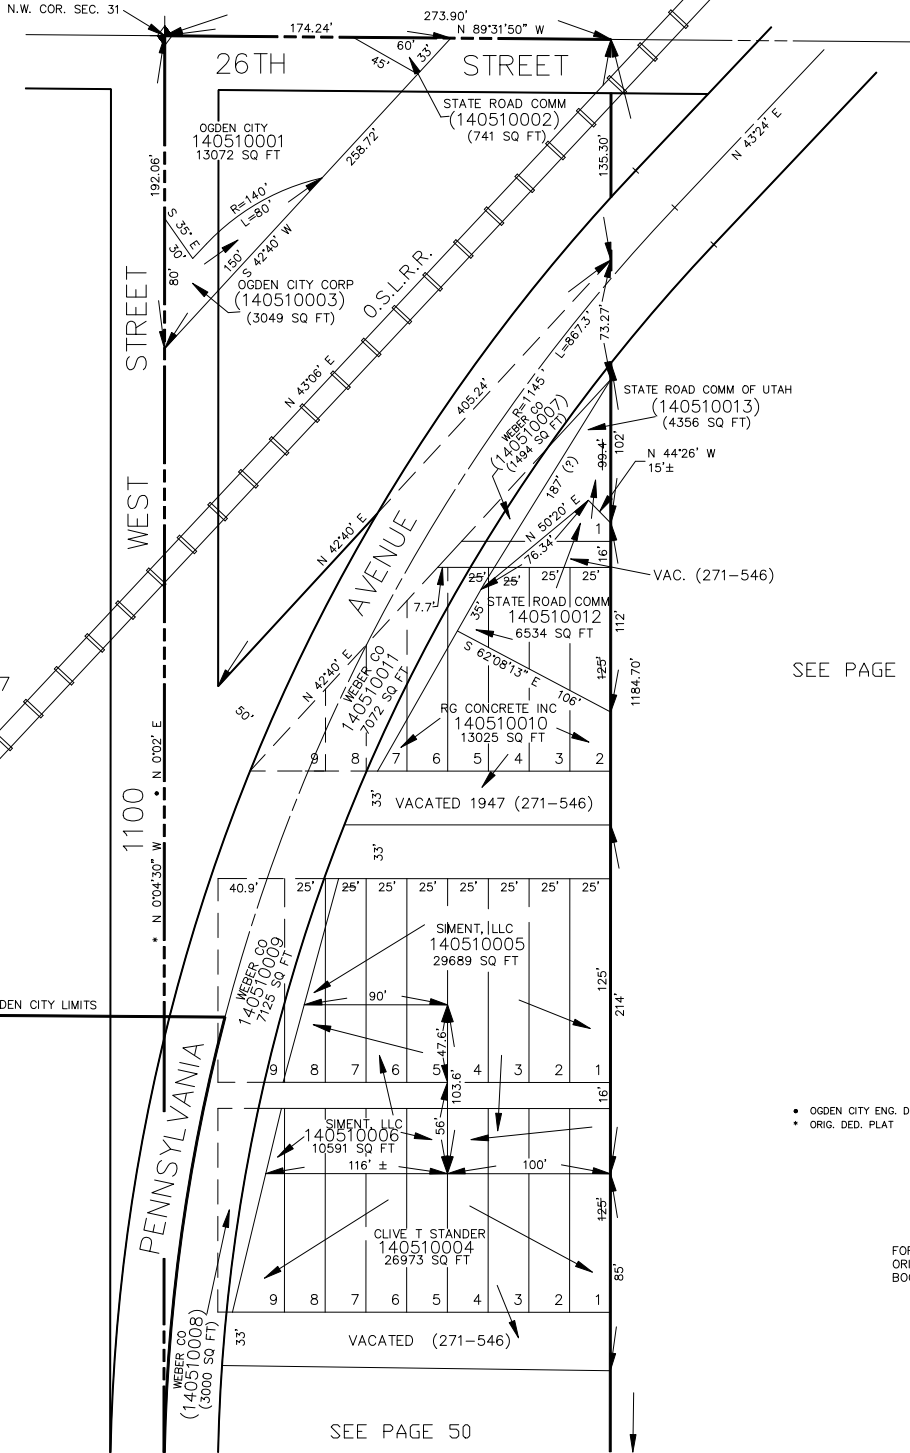 N.W. COR. SEC. 31
174.24'
273.90'
N 89°31'50" W
60'
33'
45'
26TH STREET
STATE ROAD COMM
(140510002)
(741 SQ FT)
OGDEN CITY
140510001
13072 SQ FT
258.72'
N 43°24' E
135.30'
192.06'
R=140'
L=80'
S 35° E
30'
80'
150'
S 42°40' W
OGDEN CITY CORP
(140510003)
(3049 SQ FT)
O.S.L.R.R.
N 43°06' E
WEST STREET
L=867.3'
73.27'
405.24'
R=1145'
WEBER CO
(140510007)
(1494 SQ FT)
STATE ROAD COMM OF UTAH
(140510013)
(4356 SQ FT)
99.4'
102'
N 44°26' W
15'±
187' (?)
N 50°20' E
76.34'
1
16'
N 42°40' E
AVENUE
25'
25'
25'
25'
VAC. (271-546)
7.7'
35'
STATE ROAD COMM
140510012
6534 SQ FT
112'
S 62°08'13" E
106'
125'
1184.70'
SEE PAGE
N 42°40' E
WEBER CO
140510011
7072 SQ FT
50'
RG CONCRETE INC
140510010
13025 SQ FT
9 8 7 6 5 4 3 2
7
N 0°02' E
1100
33'
VACATED 1947 (271-546)
33'
* N 0°04'30" W
40.9' 25' 25' 25' 25' 25' 25' 25' 25'
SIMENT, LLC
140510005
29689 SQ FT
WEBER CO
140510009
7125 SQ FT
90'
125'
214'
DEN CITY LIMITS
47.6'
9 8 7 6 5 4 3 2 1
103.6'
16'
PENNSYLVANIA
SIMENT, LLC
140510006
10591 SQ FT
56'
116' ±
100'
• OGDEN CITY ENG. D
* ORIG. DED. PLAT
125'
CLIVE T STANDER
140510004
26973 SQ FT
85'
FOR
ORI
BOO
9 8 7 6 5 4 3 2 1
33'
VACATED (271-546)
WEBER CO
(140510008)
(3000 SQ FT)
SEE PAGE 50